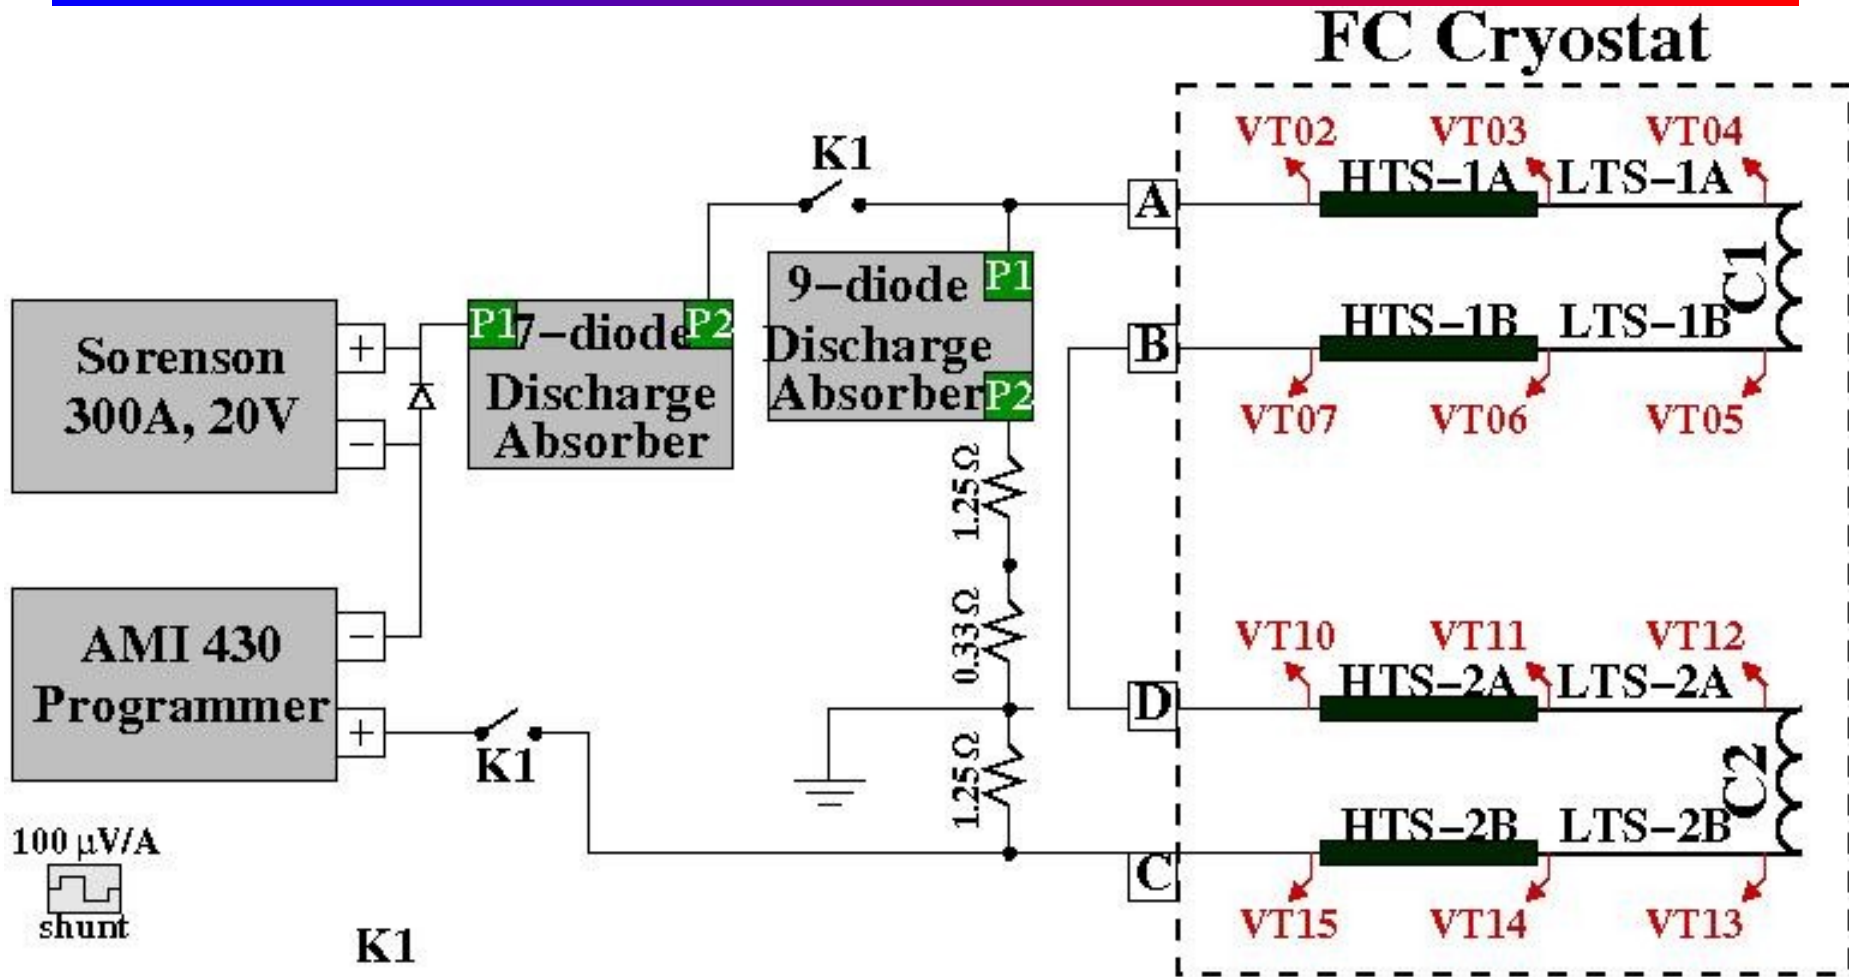 FC Cryostat
VT02
VT03
VT04
K1
HTS-1A
LTS-1A
A
P1
9-diode
Discharge
Absorber
P2
C1
Sorenson
300A, 20V
+
-
P1
7-diode
P2
Discharge
Absorber
B
HTS-1B
LTS-1B
VT07
VT06
VT05
1.25Ω
0.33Ω
1.25Ω
AMI 430
Programmer
-
+
K1
VT10
VT11
VT12
HTS-2A
LTS-2A
D
C2
HTS-2B
LTS-2B
C
VT15
VT14
VT13
100 μV/A
shunt
K1